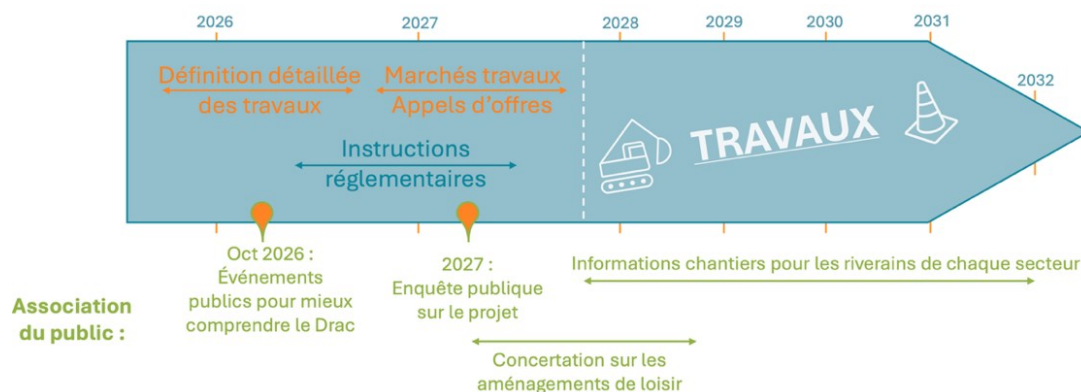 2026
2027
2028
2029
2030
2031
2032
Définition détaillée
des travaux
Marchés travaux
Appels d’offres
Instructions
réglementaires
TRAVAUX
Oct 2026 :
Événements
publics pour mieux
comprendre le Drac
2027 :
Enquête publique
sur le projet
Informations chantiers pour les riverains de chaque secteur
Association
du public :
Concertation sur les
aménagements de loisir